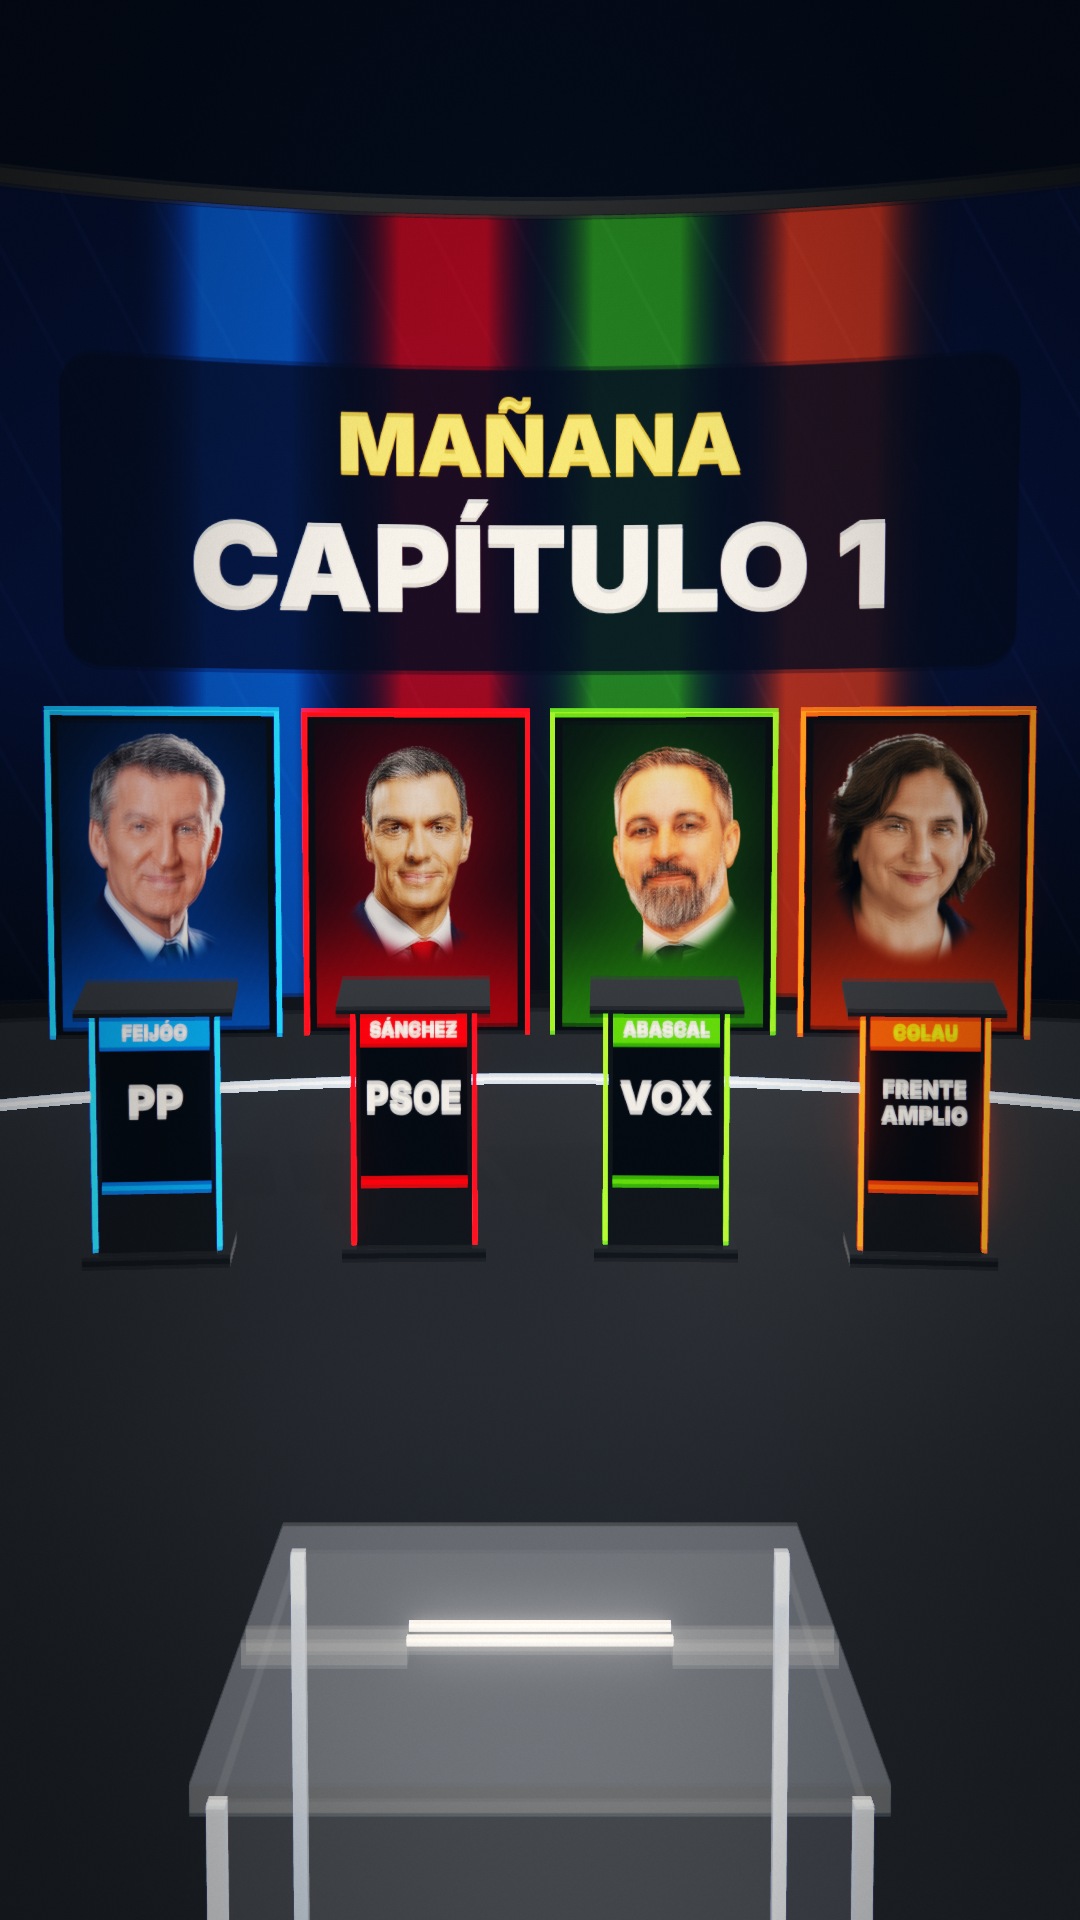 MAÑANA
CAPÍTULO 1
FEIJÓO
PP
SÁNCHEZ
PSOE
ABASCAL
VOX
COLAU
FRENTE
AMPLIO